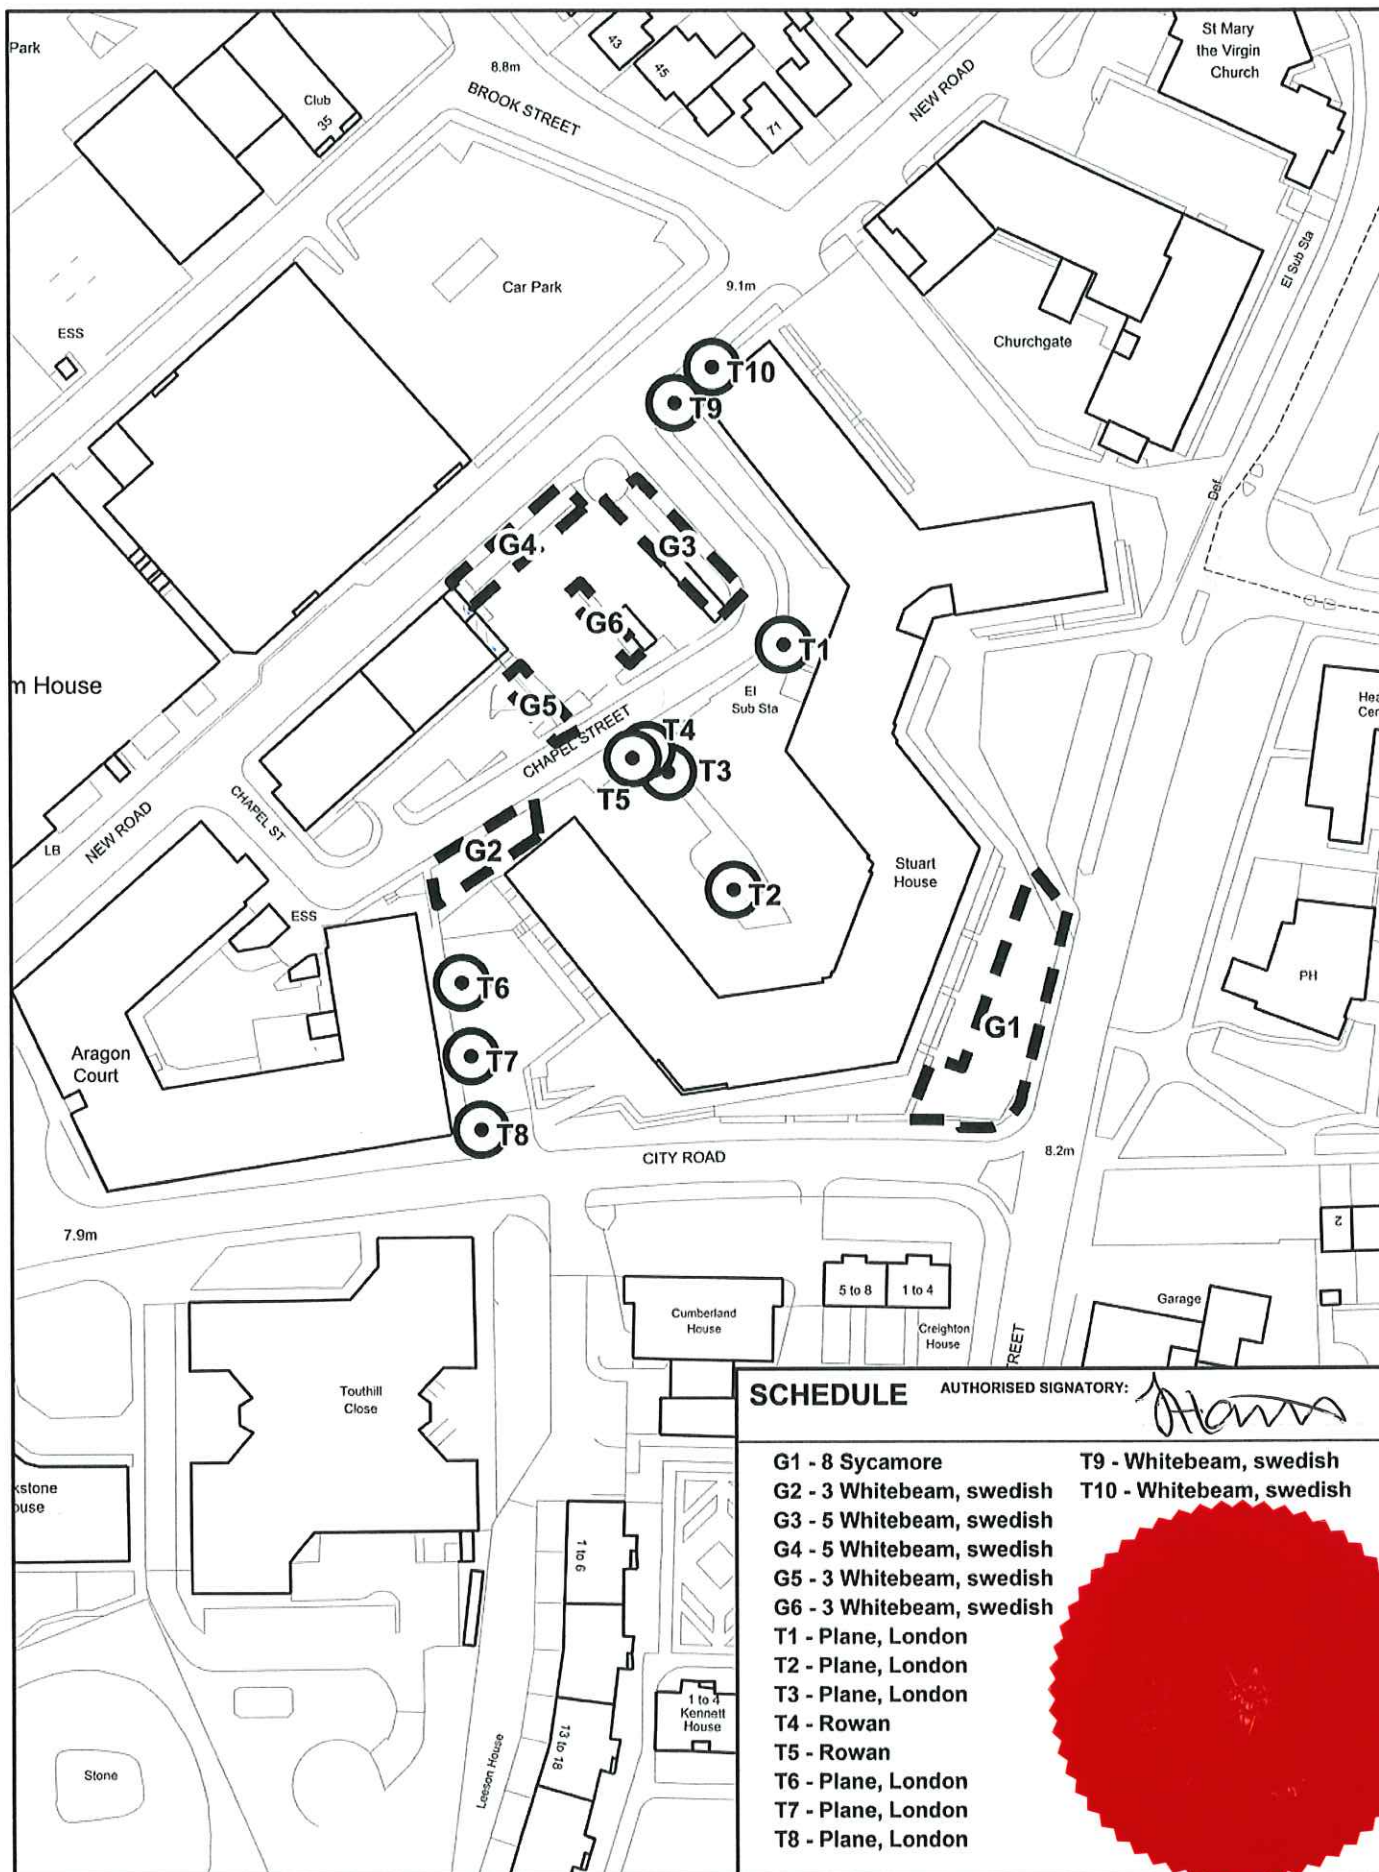 Park
St Mary
the Virgin
Church
43
45
71
8.8m
BROOK STREET
NEW ROAD
Club
35
El Sub Sta
Car Park
9.1m
ESS
Churchgate
T10
T9
Def
G4
G3
G6
T1
m House
El
Sub Sta
G5
CHAPEL STREET
T4
T3
T5
Hea
Cer
NEW ROAD
CHAPEL ST
LB
G2
Stuart
House
T2
ESS
PH
T6
G1
Aragon
Court
T7
T8
CITY ROAD
8.2m
7.9m
2
5 to 8
1 to 4
Garage
Cumberland
House
Creighton
House
REET
Touthill
Close
kstone
ouse
1 to 6
1 to 4
Kennett
House
13 to 18
Leeson House
Stone
SCHEDULE
AUTHORISED SIGNATORY:
G1 - 8 Sycamore
G2 - 3 Whitebeam, swedish
G3 - 5 Whitebeam, swedish
G4 - 5 Whitebeam, swedish
G5 - 3 Whitebeam, swedish
G6 - 3 Whitebeam, swedish
T1 - Plane, London
T2 - Plane, London
T3 - Plane, London
T4 - Rowan
T5 - Rowan
T6 - Plane, London
T7 - Plane, London
T8 - Plane, London
T9 - Whitebeam, swedish
T10 - Whitebeam, swedish